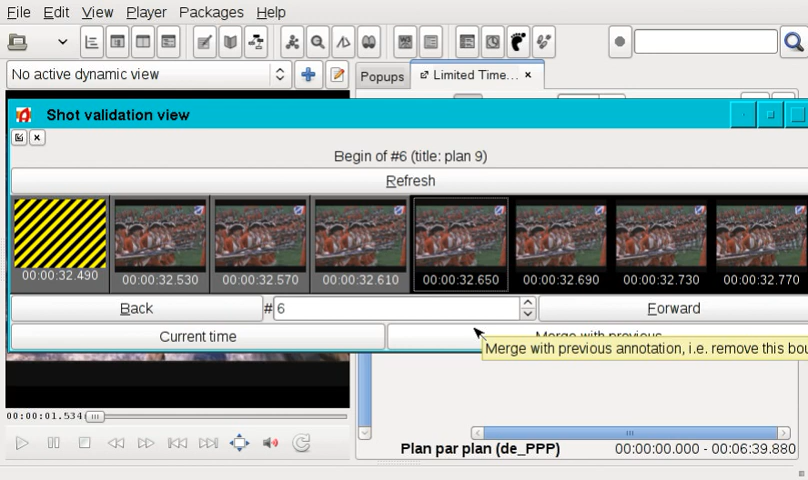 File Edit View Player Packages Help
No active dynamic view
Popups
Limited Time...
Shot validation view
Begin of #6 (title: plan 9)
Refresh
00:00:32.490 00:00:32.530 00:00:32.570 00:00:32.610 00:00:32.650 00:00:32.690 00:00:32.730 00:00:32.770
Back # 6 Forward
Current time Merge with previous
Merge with previous annotation, i.e. remove this bou
00:00:01.534
Plan par plan (de_PPP) 00:00:00.000 - 00:06:39.880